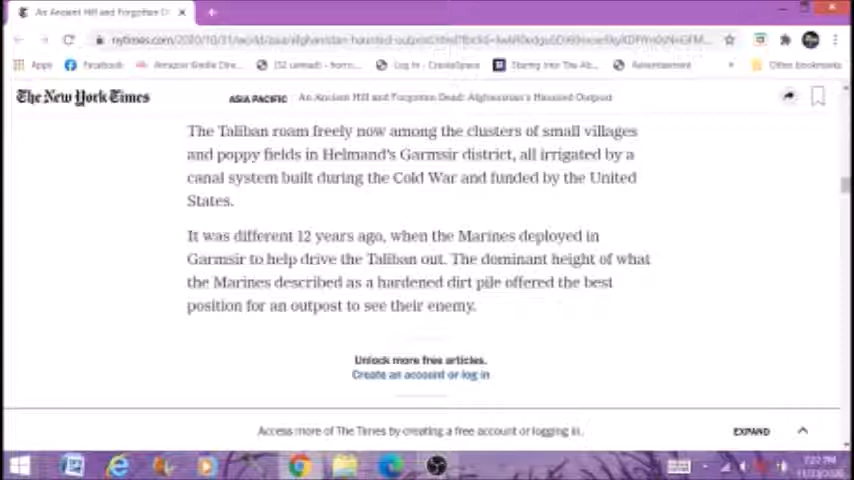 An Ancient Hill and Forgotten D
nytimes.com/2020/10/31/world/asia/afghanistan-haunted-outpost.html
Apps Facebook Amazon Kindle Dire... (52 unread) - horro... Log In - CreateSpace Staring Into The Ab... Advertisement Other bookmarks
The New York Times ASIA PACIFIC An Ancient Hill and Forgotten Dead: Afghanistan's Haunted Outpost
The Taliban roam freely now among the clusters of small villages
and poppy fields in Helmand's Garmsir district, all irrigated by a
canal system built during the Cold War and funded by the United
States.
It was different 12 years ago, when the Marines deployed in
Garmsir to help drive the Taliban out. The dominant height of what
the Marines described as a hardened dirt pile offered the best
position for an outpost to see their enemy.
Unlock more free articles.
Create an account or log in
Access more of The Times by creating a free account or logging in.
EXPAND
7:22 PM